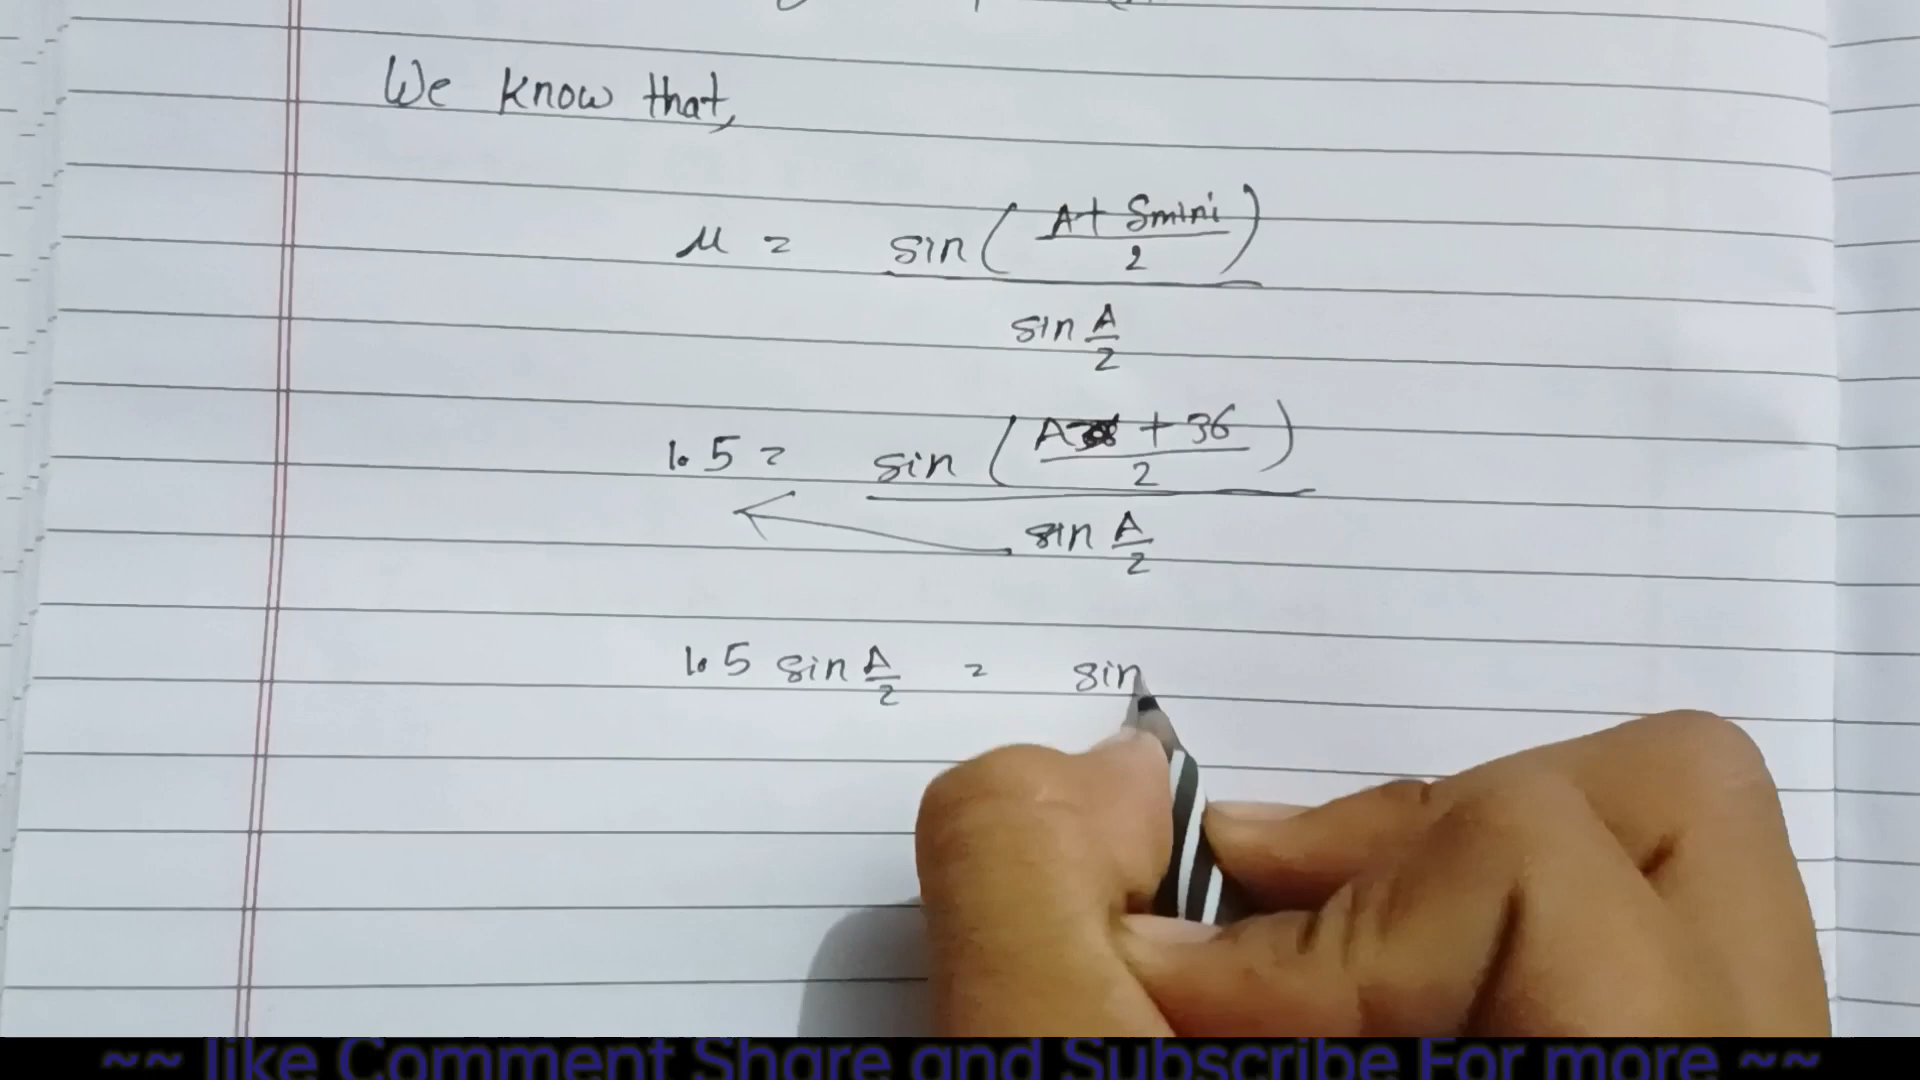 We know that,
μ = sin(A + δmini / 2) / sin A/2
1.5 = sin(A + 36 / 2) / sin A/2
1.5 sin A/2 = sin
~~ like Comment Share and Subscribe For more ~~